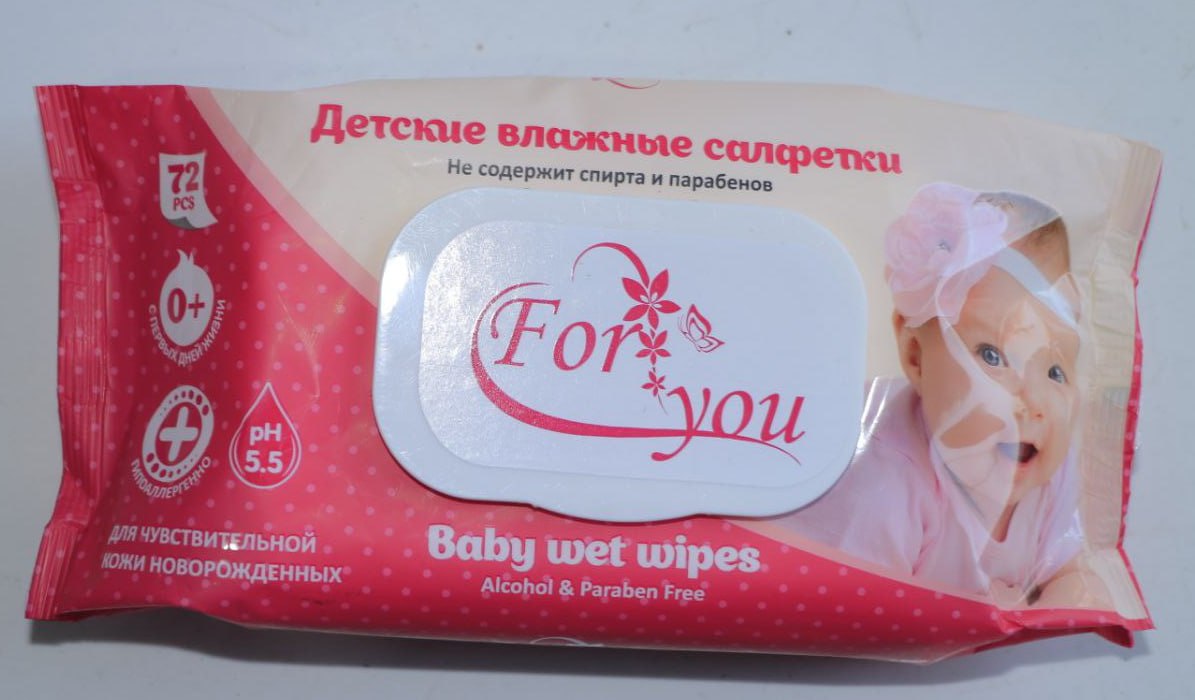 Детские влажные салфетки
Не содержит спирта и парабенов
72
PCS
0+
С ПЕРВЫХ ДНЕЙ ЖИЗНИ
ГИПОАЛЛЕРГЕННО
pH
5.5
ДЛЯ ЧУВСТВИТЕЛЬНОЙ
КОЖИ НОВОРОЖДЕННЫХ
For
you
Baby wet wipes
Alcohol & Paraben Free